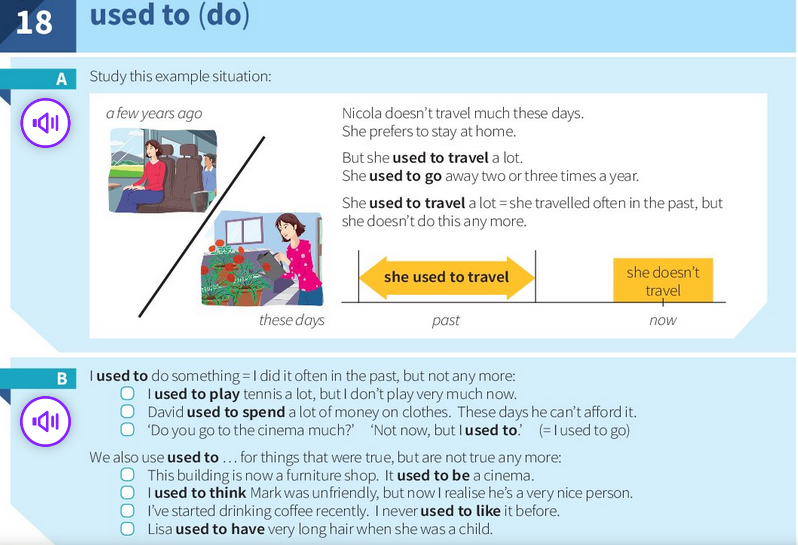 18
used to (do)
A
Study this example situation:
a few years ago
these days
Nicola doesn't travel much these days.
She prefers to stay at home.
But she used to travel a lot.
She used to go away two or three times a year.
She used to travel a lot = she travelled often in the past, but
she doesn't do this any more.
she used to travel
she doesn't
travel
past
now
B
I used to do something = I did it often in the past, but not any more:
I used to play tennis a lot, but I don't play very much now.
David used to spend a lot of money on clothes. These days he can't afford it.
'Do you go to the cinema much?' 'Not now, but I used to.' (= I used to go)
We also use used to … for things that were true, but are not true any more:
This building is now a furniture shop. It used to be a cinema.
I used to think Mark was unfriendly, but now I realise he's a very nice person.
I've started drinking coffee recently. I never used to like it before.
Lisa used to have very long hair when she was a child.